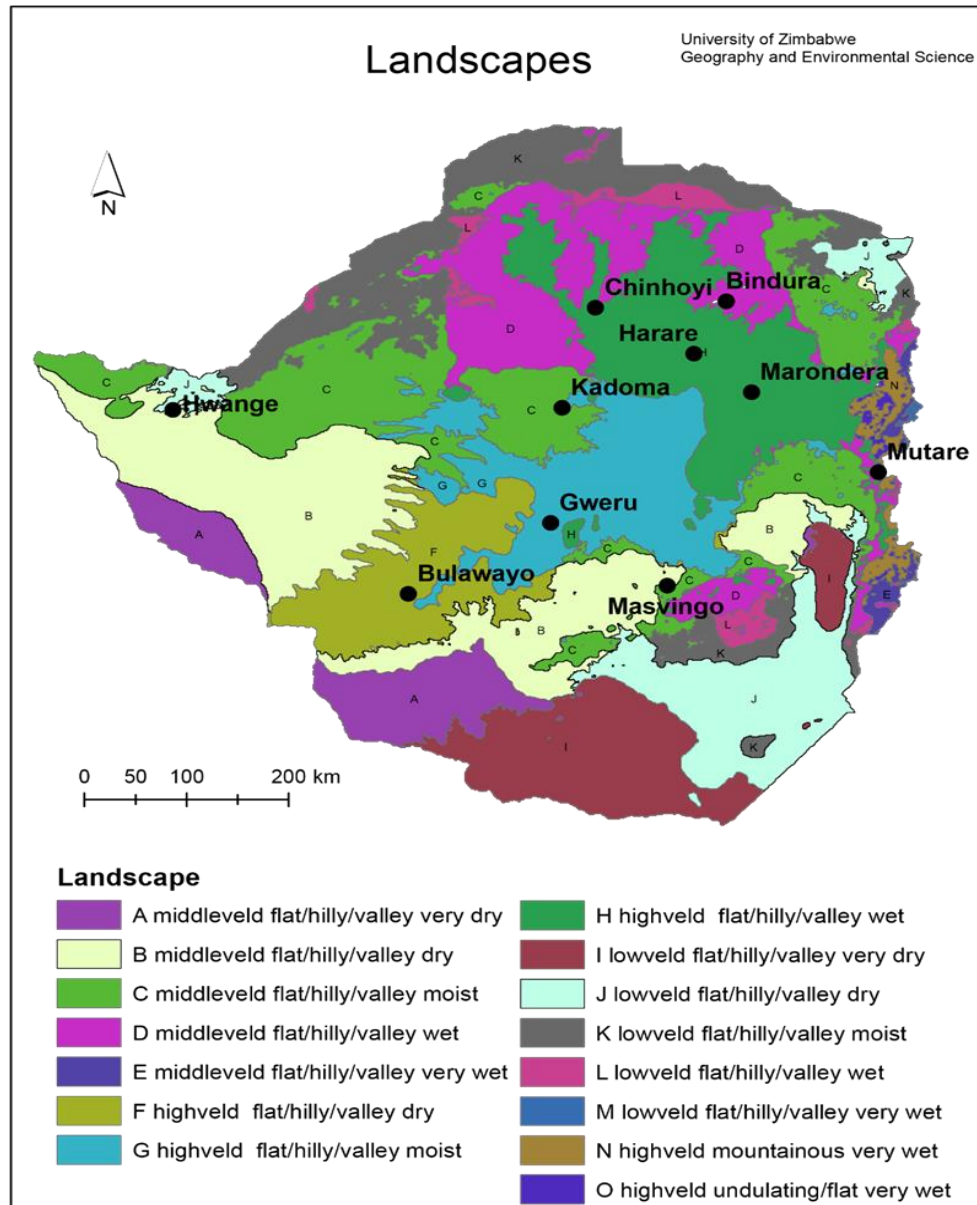 Landscapes
University of Zimbabwe
Geography and Environmental Science
N
K
C
L
L
D
J
C
K
Chinhoyi
Bindura
D
Harare
H
C
J
Hwange
C
Kadoma
C
Marondera
N
C
G
G
Mutare
C
A
B
Gweru
H
B
F
C
C
I
Bulawayo
C
D
E
Masvingo
L
B
C
K
A
J
I
K
0 50 100 200 km
Landscape
A middleveld flat/hilly/valley very dry
B middleveld flat/hilly/valley dry
C middleveld flat/hilly/valley moist
D middleveld flat/hilly/valley wet
E middleveld flat/hilly/valley very wet
F highveld flat/hilly/valley dry
G highveld flat/hilly/valley moist
H highveld flat/hilly/valley wet
I lowveld flat/hilly/valley very dry
J lowveld flat/hilly/valley dry
K lowveld flat/hilly/valley moist
L lowveld flat/hilly/valley wet
M lowveld flat/hilly/valley very wet
N highveld mountainous very wet
O highveld undulating/flat very wet